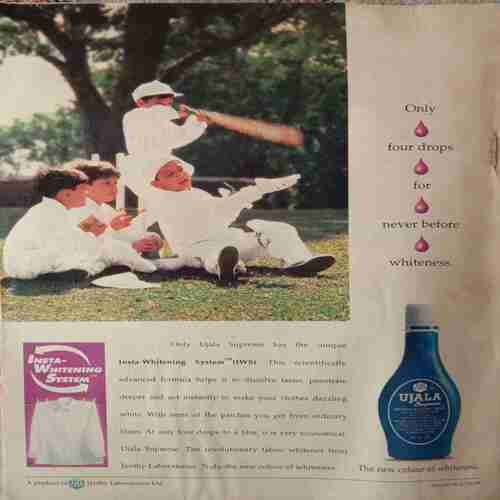 Only
four drops
for
never before
whiteness.
INSTA-
WHITENING
SYSTEM
Only Ujala Supreme has the unique
Insta-Whitening System™(IWS). This scientifically
advanced formula helps it to dissolve faster, penetrate
deeper and act instantly to make your clothes dazzling
white. With none of the patches you get from ordinary
blues. At only four drops to a litre, it is very economical.
Ujala Supreme. The revolutionary fabric whitener from
Jyothy Laboratories. Truly the new colour of whiteness.
UJALA
Supreme
The new colour of whiteness.
A product of Jyothy Laboratories Ltd.